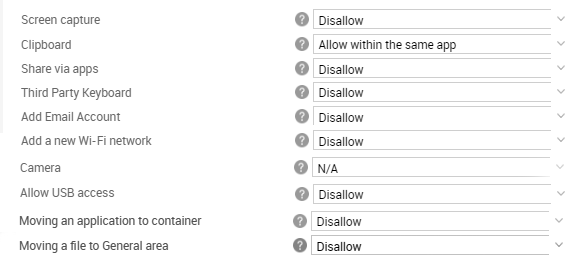 Screen capture ? Disallow
Clipboard ? Allow within the same app
Share via apps ? Disallow
Third Party Keyboard ? Disallow
Add Email Account ? Disallow
Add a new Wi-Fi network ? Disallow
Camera ? N/A
Allow USB access ? Disallow
Moving an application to container ? Disallow
Moving a file to General area ? Disallow